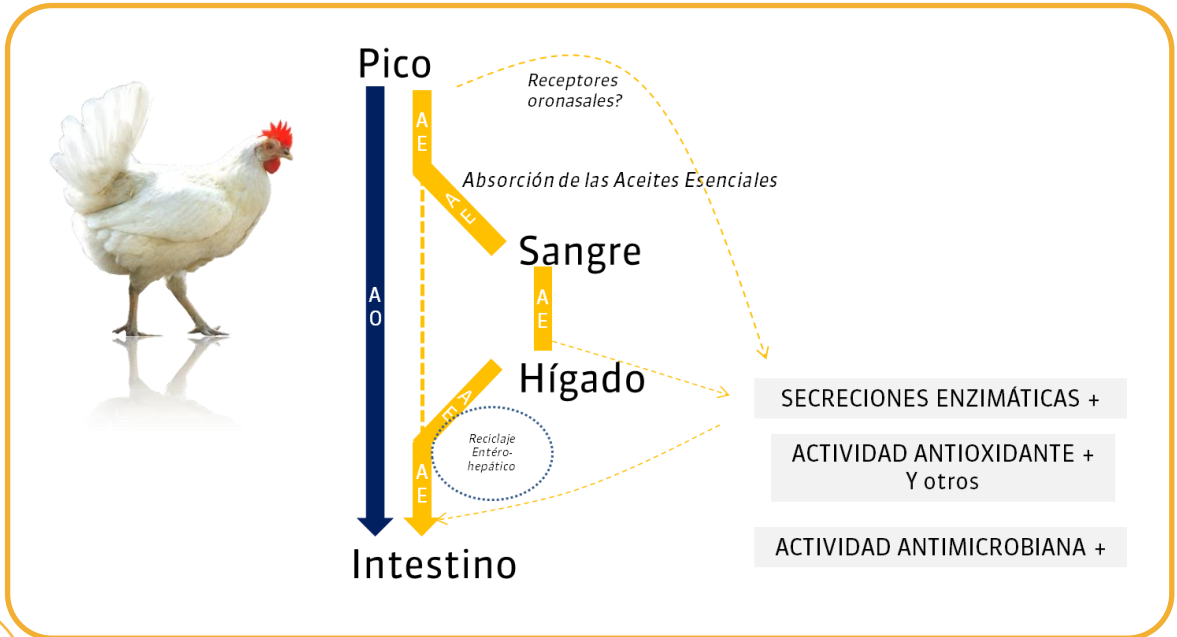 Pico
Receptores
oronasales?
AE
Absorción de las Aceites Esenciales
AE
Sangre
AO
AE
Hígado
AE
SECRECIONES ENZIMÁTICAS +
Reciclaje
Entéro-
hepático
ACTIVIDAD ANTIOXIDANTE +
Y otros
AE
ACTIVIDAD ANTIMICROBIANA +
Intestino